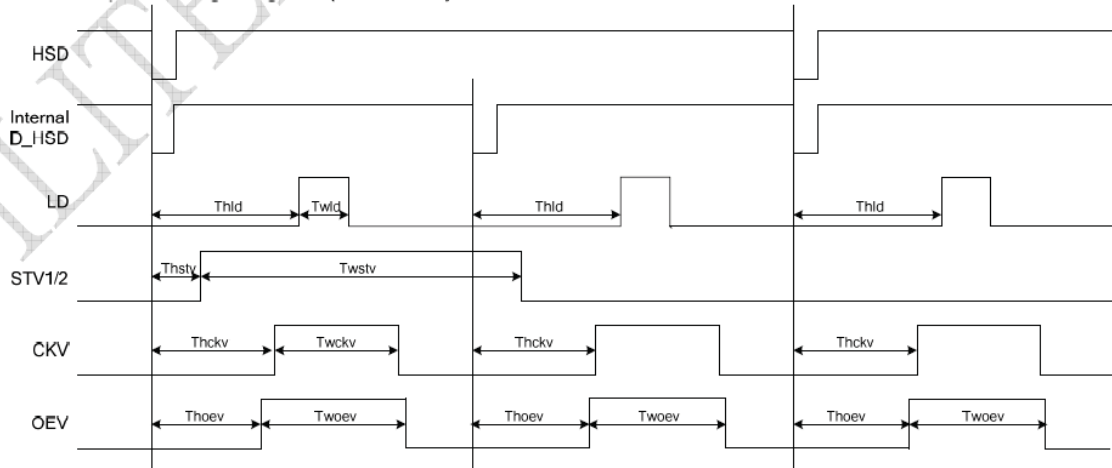 HSD
Internal
D_HSD
LD
Thld Twld Thld Thld
STV1/2
Thstv Twstv
CKV
Thckv Twckv Thckv Thckv
OEV
Thoev Twoev Thoev Twoev Thoev Twoev